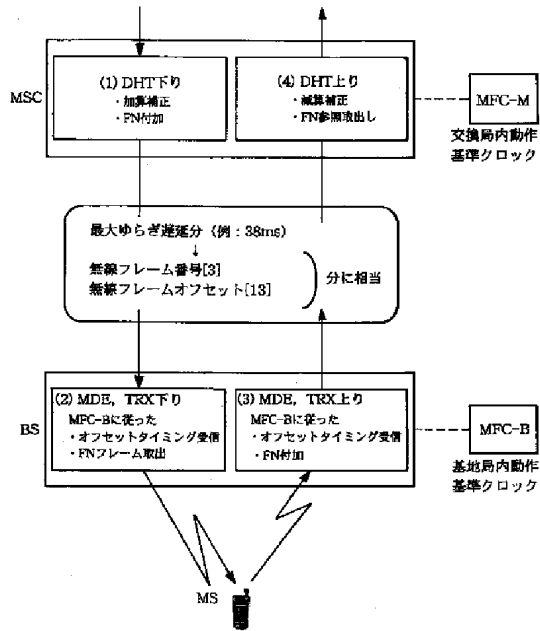 MSC
(1) DHT下り
・加算補正
・FN付加
(4) DHT上り
・減算補正
・FN参照取出し
MFC-M
交換局内動作
基準クロック
最大ゆらぎ遅延分（例：38ms）
↓
無線フレーム番号[3]
無線フレームオフセット[13]
分に相当
BS
(2) MDE, TRX下り
MFC-Bに従った
・オフセットタイミング受信
・FNフレーム取出
(3) MDE, TRX上り
MFC-Bに従った
・オフセットタイミング受信
・FN付加
MFC-B
基地局内動作
基準クロック
MS